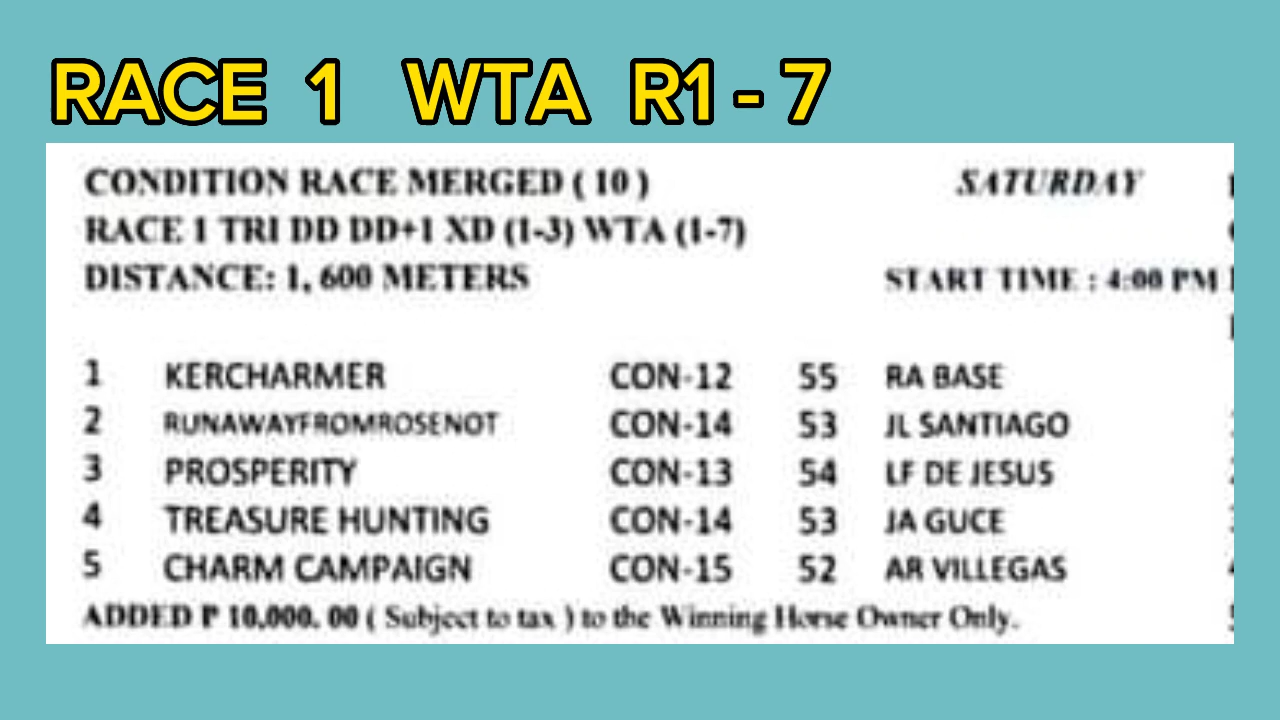 RACE 1 WTA R1 - 7
CONDITION RACE MERGED ( 10 ) SATURDAY
RACE 1 TRI DD DD+1 XD (1-3) WTA (1-7)
DISTANCE: 1, 600 METERS START TIME : 4:00 PM
1 KERCHARMER CON-12 55 RA BASE
2 RUNAWAYFROMROSENOT CON-14 53 JL SANTIAGO
3 PROSPERITY CON-13 54 LF DE JESUS
4 TREASURE HUNTING CON-14 53 JA GUCE
5 CHARM CAMPAIGN CON-15 52 AR VILLEGAS
ADDED P 10,000. 00 ( Subject to tax ) to the Winning Horse Owner Only.